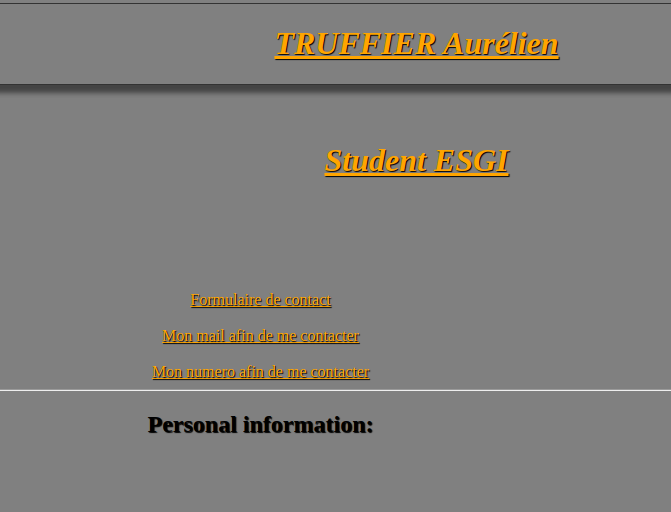 TRUFFIER Aurélien
Student ESGI
Formulaire de contact
Mon mail afin de me contacter
Mon numero afin de me contacter
Personal information: